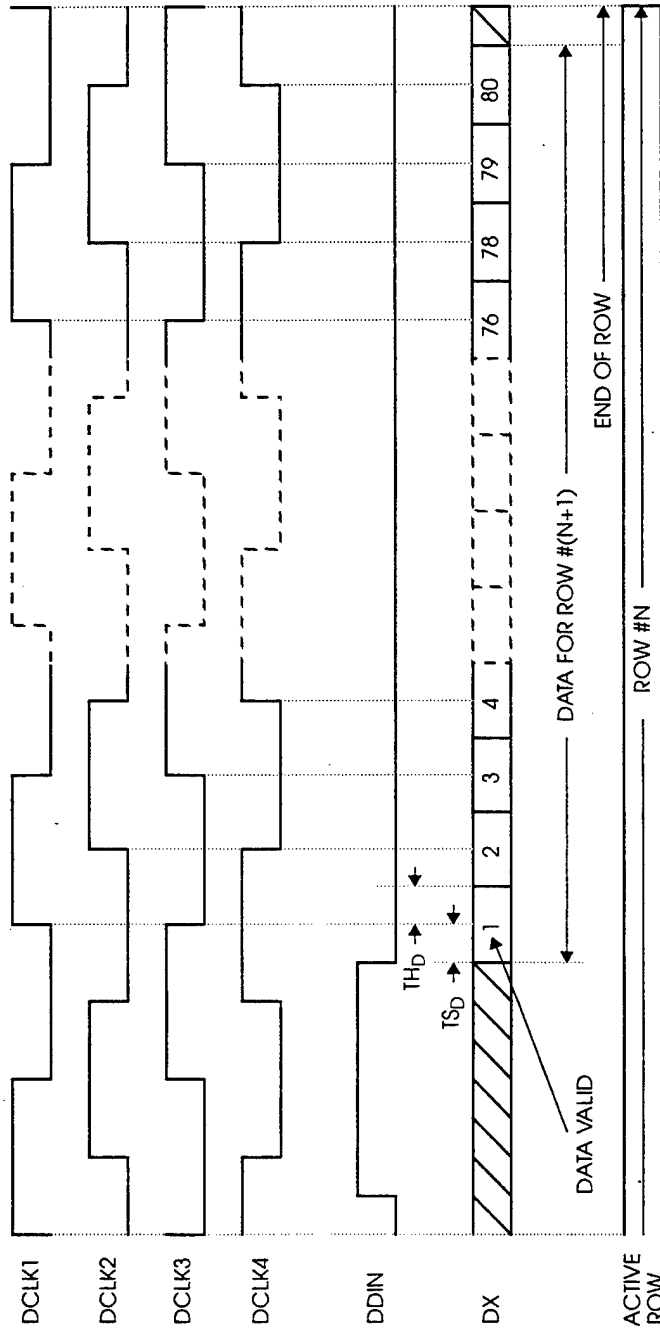 DCLK1
DCLK2
DCLK3
DCLK4
DDIN
TH_D
TS_D
DX
1
2
3
4
76
78
79
80
DATA VALID
DATA FOR ROW #(N+1)
END OF ROW
ACTIVE
ROW
ROW #N